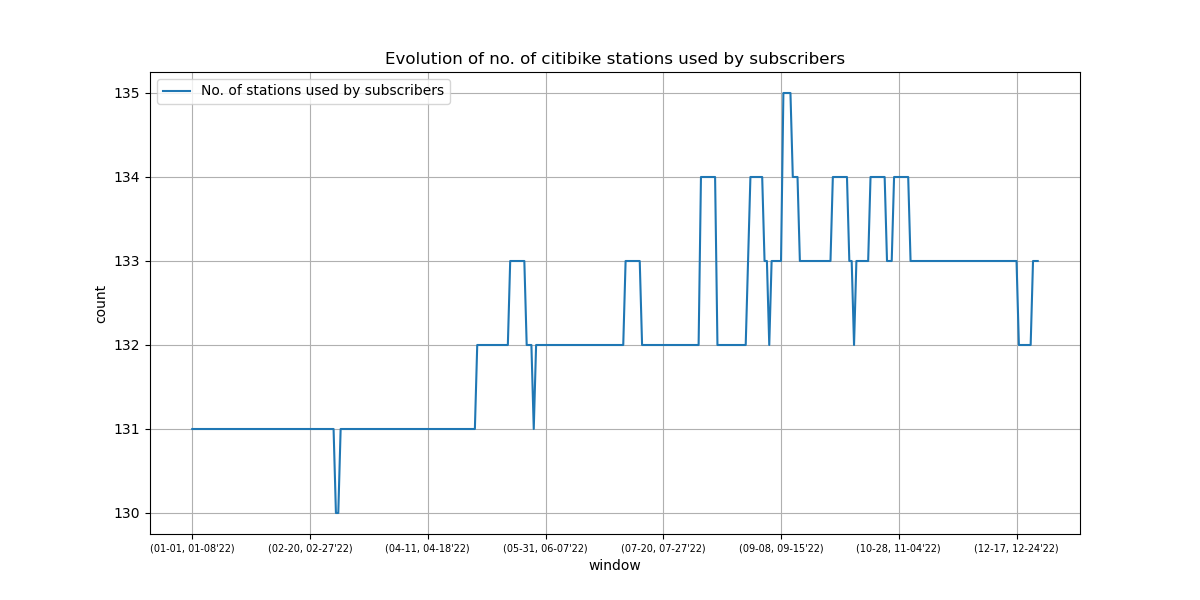 Evolution of no. of citibike stations used by subscribers
No. of stations used by subscribers
135
134
133
132
131
130
count
(01-01, 01-08'22) (02-20, 02-27'22) (04-11, 04-18'22) (05-31, 06-07'22) (07-20, 07-27'22) (09-08, 09-15'22) (10-28, 11-04'22) (12-17, 12-24'22)
window